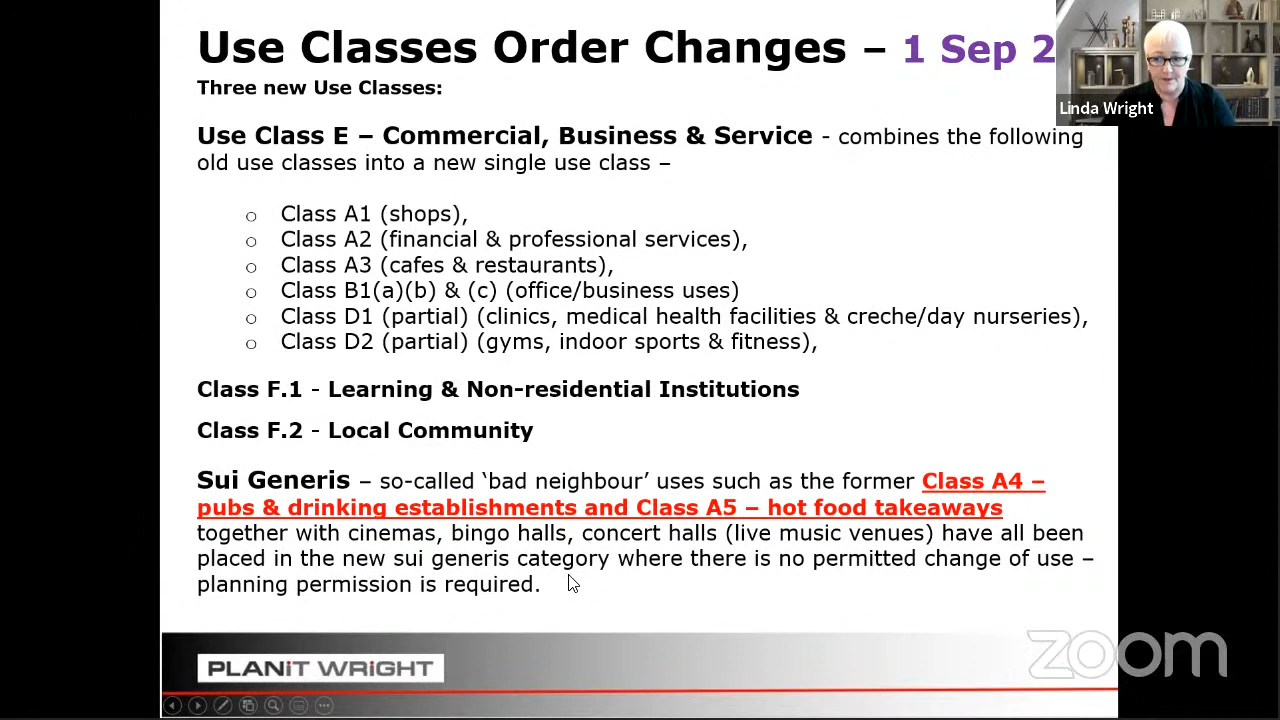 Use Classes Order Changes – 1 Sep 2
Three new Use Classes:
Linda Wright
Use Class E – Commercial, Business & Service - combines the following
old use classes into a new single use class –
o Class A1 (shops),
o Class A2 (financial & professional services),
o Class A3 (cafes & restaurants),
o Class B1(a)(b) & (c) (office/business uses)
o Class D1 (partial) (clinics, medical health facilities & creche/day nurseries),
o Class D2 (partial) (gyms, indoor sports & fitness),
Class F.1 - Learning & Non-residential Institutions
Class F.2 - Local Community
Sui Generis – so-called ‘bad neighbour’ uses such as the former Class A4 –
pubs & drinking establishments and Class A5 – hot food takeaways
together with cinemas, bingo halls, concert halls (live music venues) have all been
placed in the new sui generis category where there is no permitted change of use –
planning permission is required.
PLANiT WRiGHT
zoom